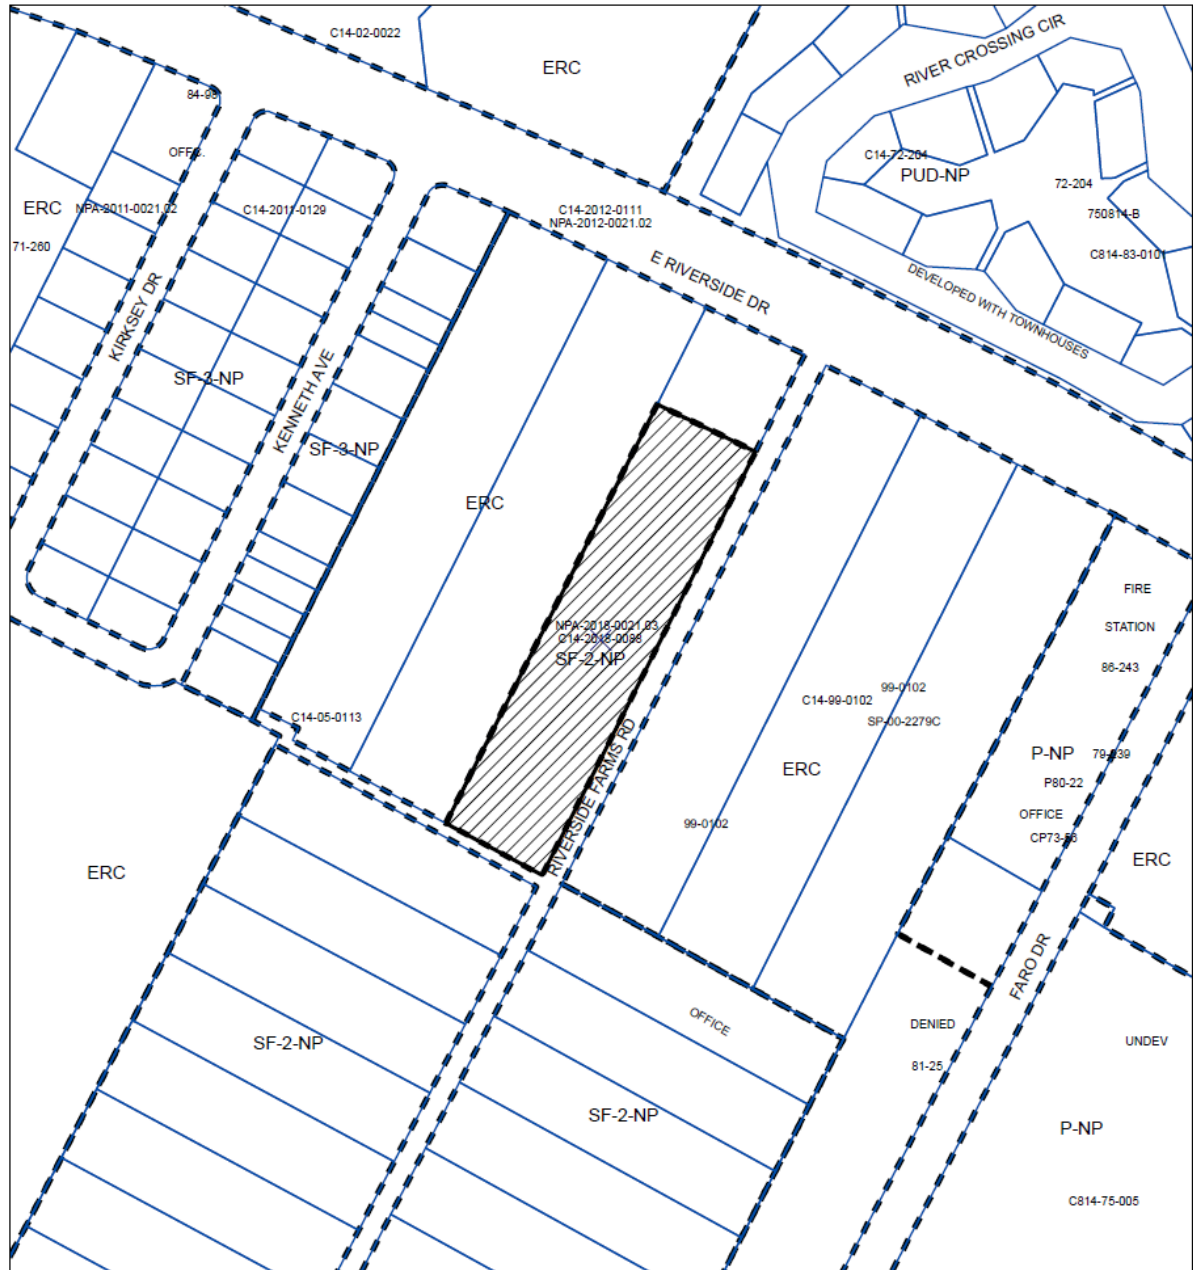 C14-02-0022
ERC
RIVER CROSSING CIR
84-98
OFFC.
C14-72-204
PUD-NP
72-204
ERC
NPA-2011-0021.02
C14-2011-0129
C14-2012-0111
NPA-2012-0021.02
750814-B
71-260
C814-83-0101
E RIVERSIDE DR
DEVELOPED WITH TOWNHOUSES
KIRKSEY DR
SF-3-NP
KENNETH AVE
SF-3-NP
ERC
FIRE
STATION
86-243
NPA-2018-0021.03
C14-2018-0088
SF-2-NP
C14-05-0113
99-0102
C14-99-0102
SP-00-2279C
P-NP
79-239
ERC
P80-22
RIVERSIDE FARMS RD
OFFICE
99-0102
CP73-56
ERC
ERC
FARO DR
OFFICE
DENIED
SF-2-NP
UNDEV
81-25
SF-2-NP
P-NP
C814-75-005